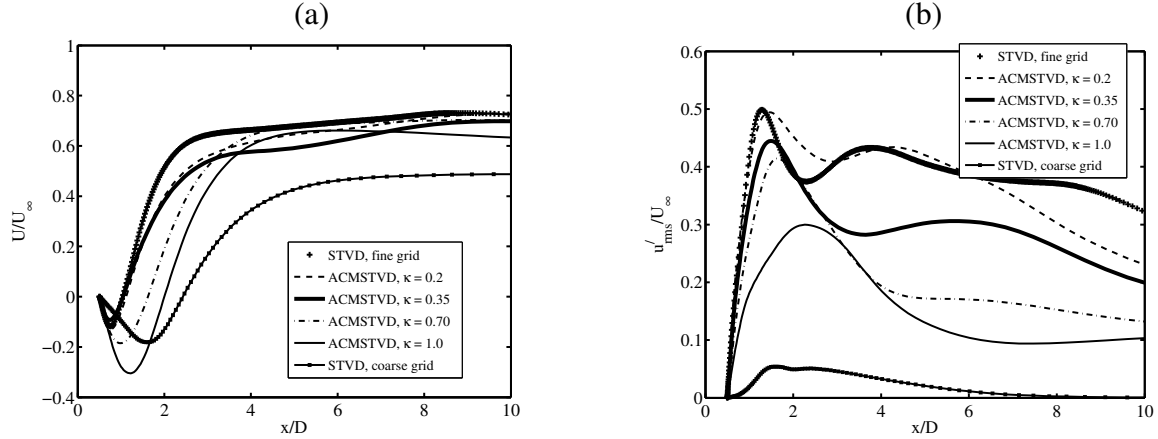 (a)
1
0.8
0.6
0.4
0.2
0
−0.2
−0.4
U/U∞
STVD, fine grid
ACMSTVD, κ = 0.2
ACMSTVD, κ = 0.35
ACMSTVD, κ = 0.70
ACMSTVD, κ = 1.0
STVD, coarse grid
0 2 4 6 8 10
x/D
(b)
0.6
0.5
0.4
0.3
0.2
0.1
0
u′rms/U∞
STVD, fine grid
ACMSTVD, κ = 0.2
ACMSTVD, κ = 0.35
ACMSTVD, κ = 0.70
ACMSTVD, κ = 1.0
STVD, coarse grid
0 2 4 6 8 10
x/D